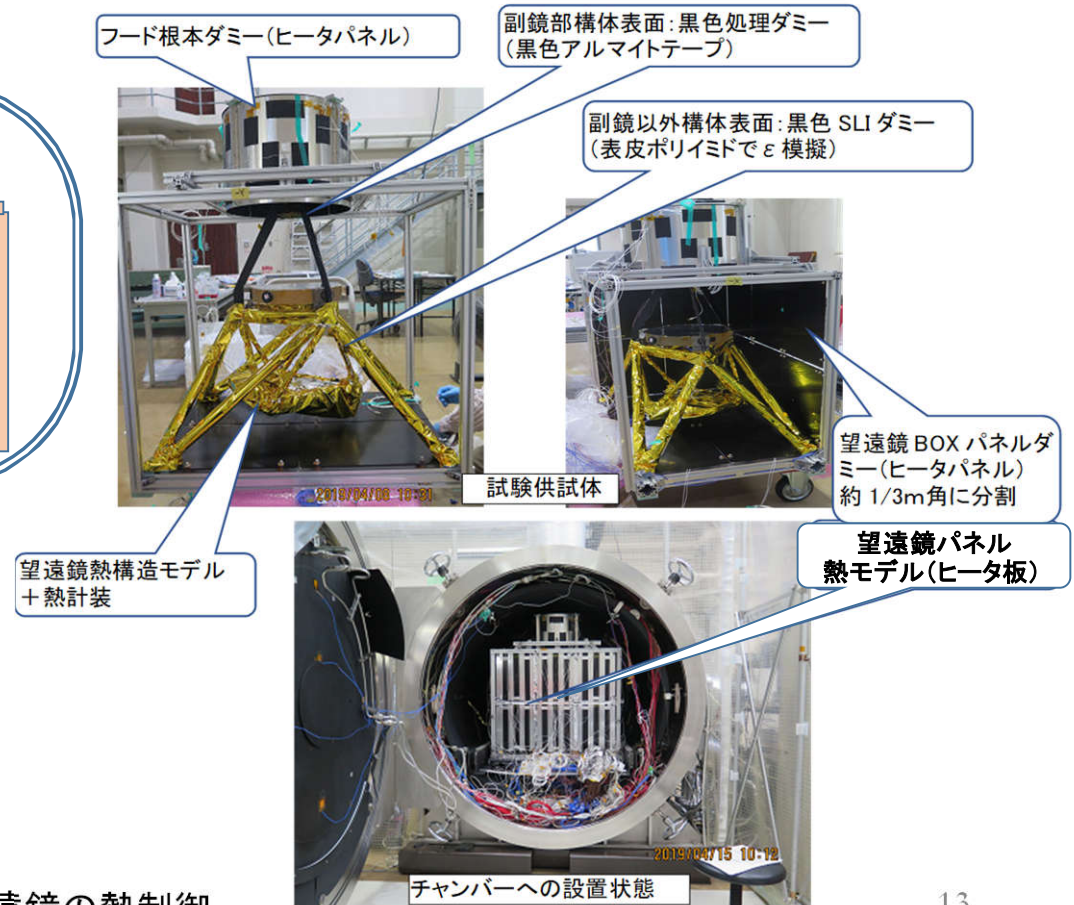 フード根本ダミー(ヒータパネル)
副鏡部構体表面:黒色処理ダミー
(黒色アルマイトテープ)
副鏡以外構体表面:黒色 SLI ダミー
(表皮ポリイミドでε模擬)
試験供試体
望遠鏡 BOX パネルダ
ミー(ヒータパネル)
約 1/3m角に分割
望遠鏡パネル
熱モデル(ヒータ板)
望遠鏡熱構造モデル
+熱計装
2019/04/15 10:12
チャンバーへの設置状態
遠鏡の熱制御
13